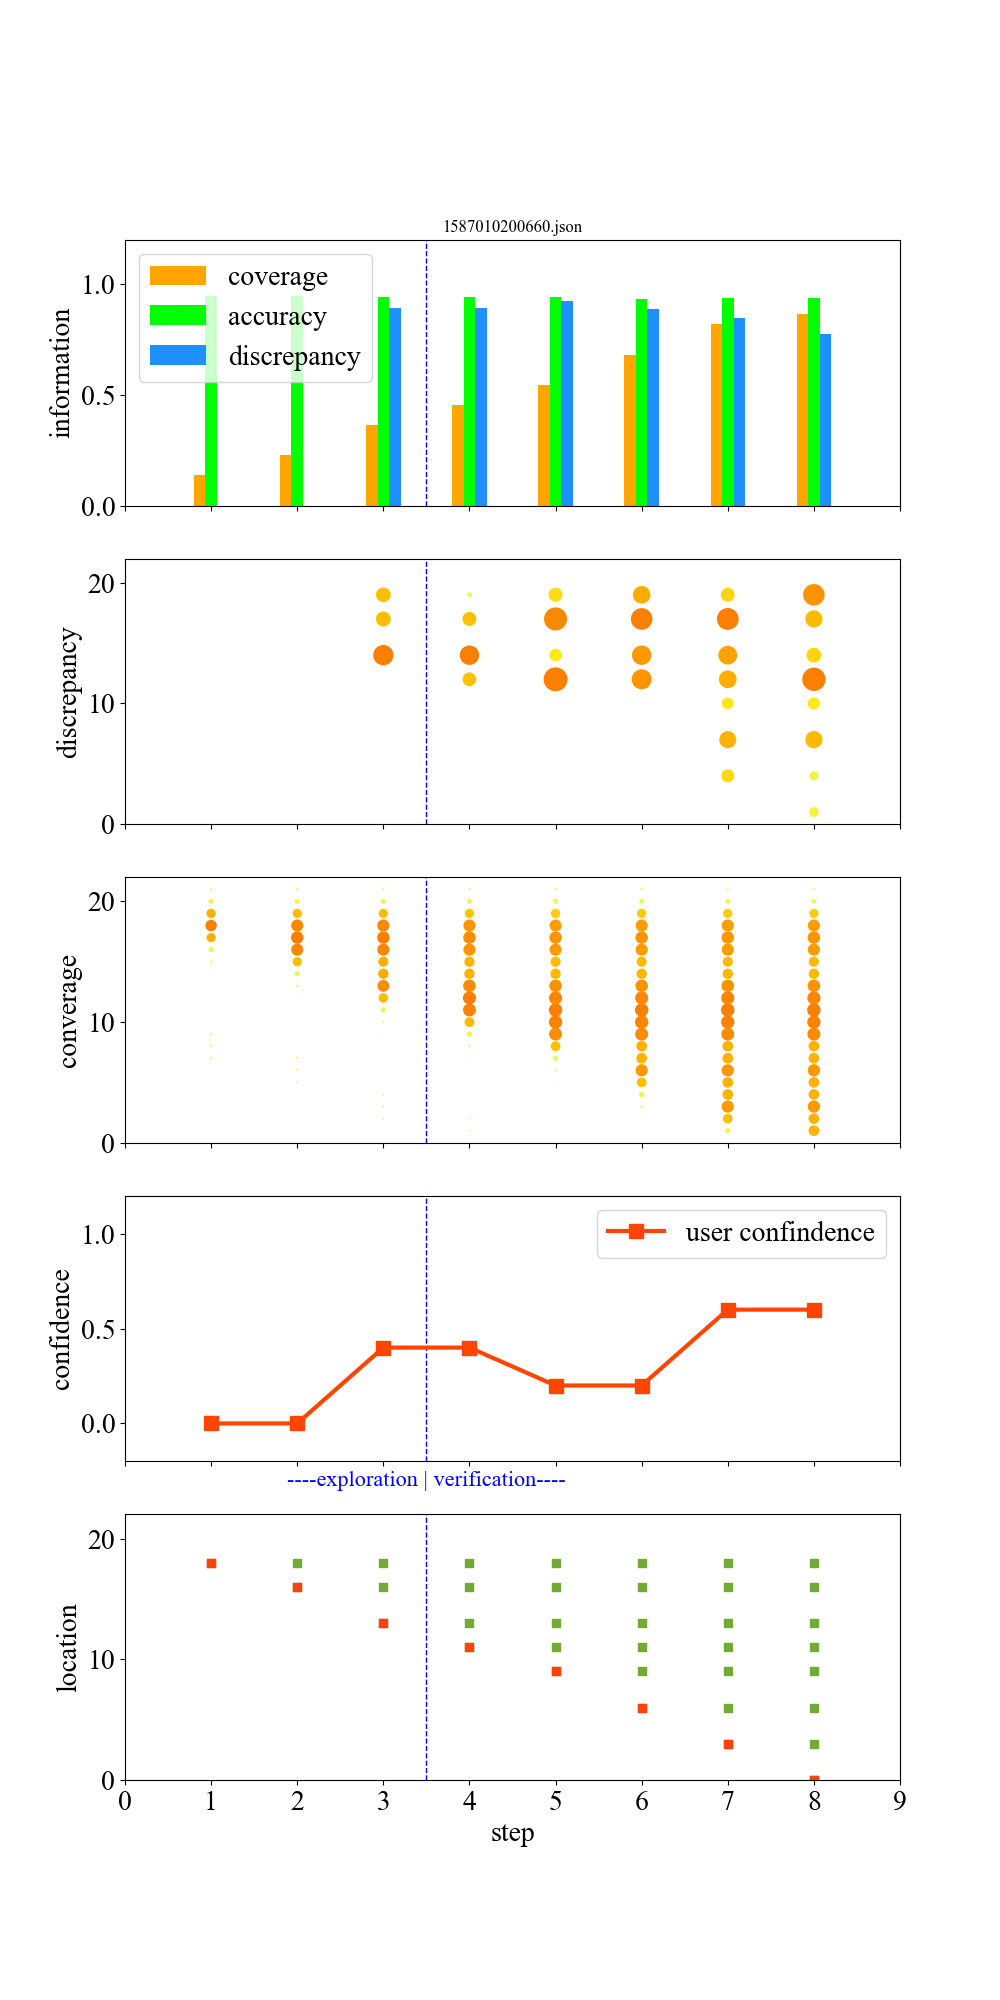 1587010200660.json
information
1.0
0.5
0.0
coverage
accuracy
discrepancy
discrepancy
20
10
0
converage
20
10
0
confidence
1.0
0.5
0.0
user confindence
----exploration | verification----
location
20
10
0
0 1 2 3 4 5 6 7 8 9
step